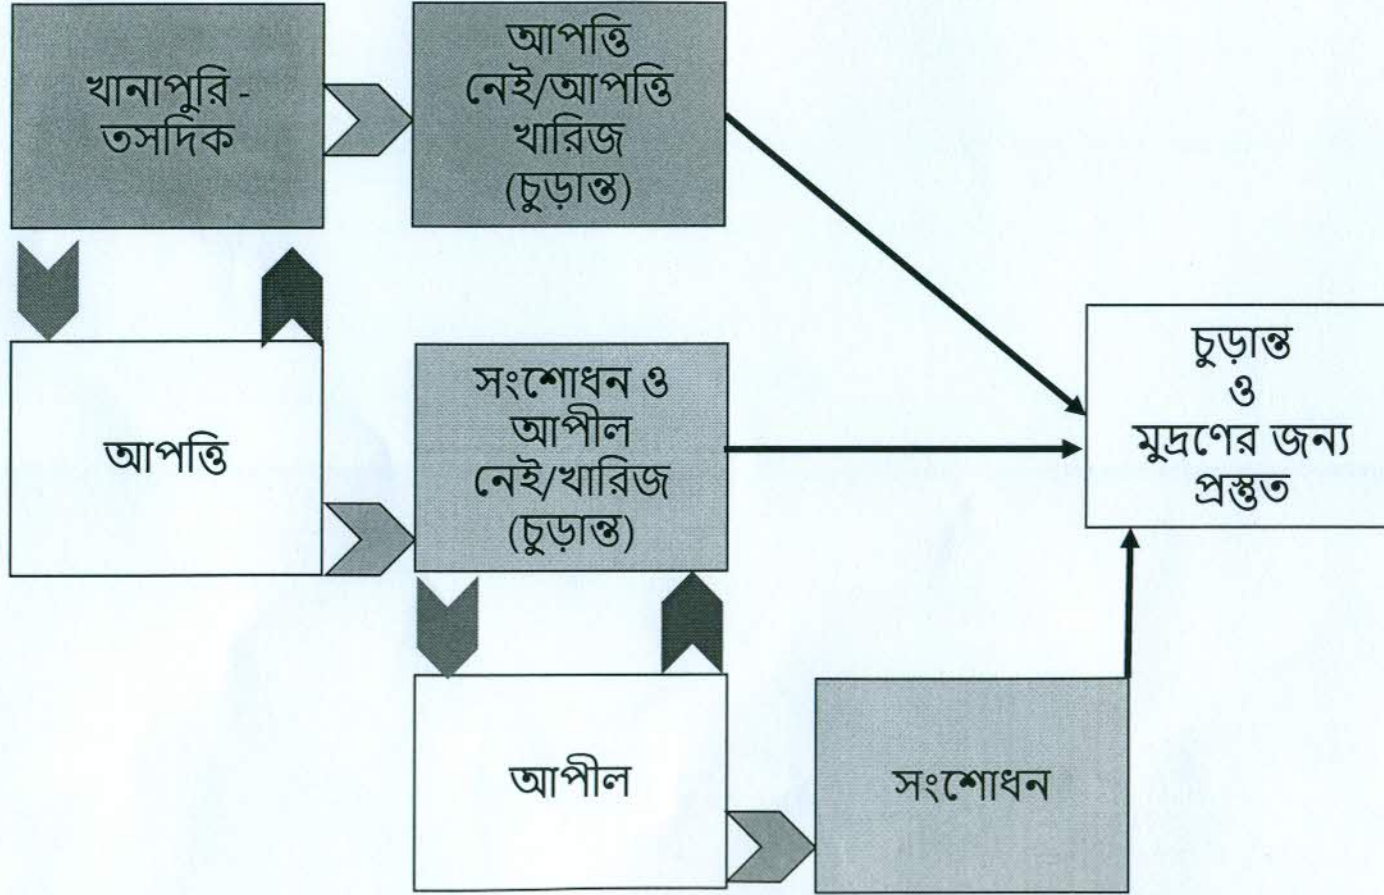 খানাপুরি -
তসদিক
আপত্তি
নেই/আপত্তি
খারিজ
(চুড়ান্ত)
আপত্তি
সংশোধন ও
আপীল
নেই/খারিজ
(চুড়ান্ত)
চুড়ান্ত
ও
মুদ্রণের জন্য
প্রস্তুত
আপীল
সংশোধন